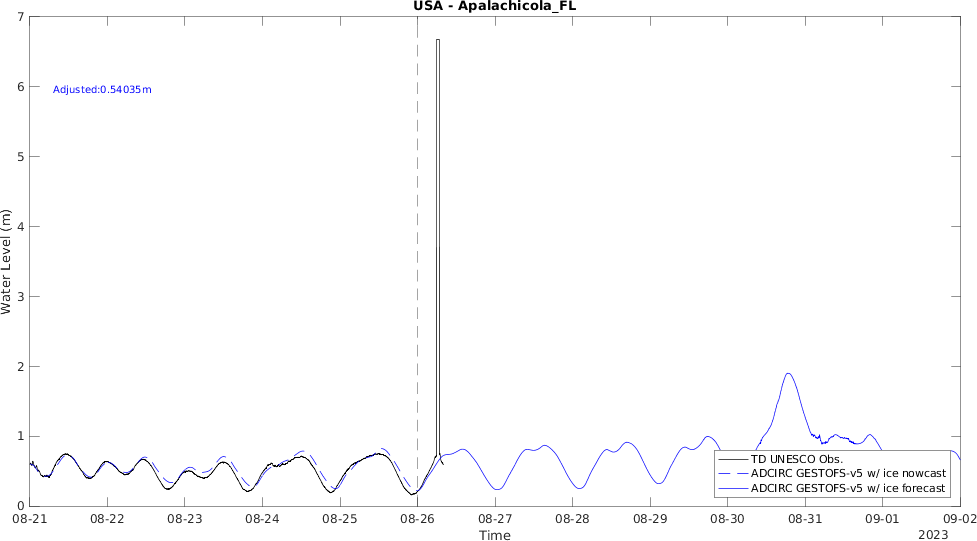 USA - Apalachicola_FL
7
6
5
4
3
2
1
0
Water Level (m)
Adjusted:0.54035m
TD UNESCO Obs.
ADCIRC GESTOFS-v5 w/ ice nowcast
ADCIRC GESTOFS-v5 w/ ice forecast
08-21 08-22 08-23 08-24 08-25 08-26 08-27 08-28 08-29 08-30 08-31 09-01 09-02
Time
2023